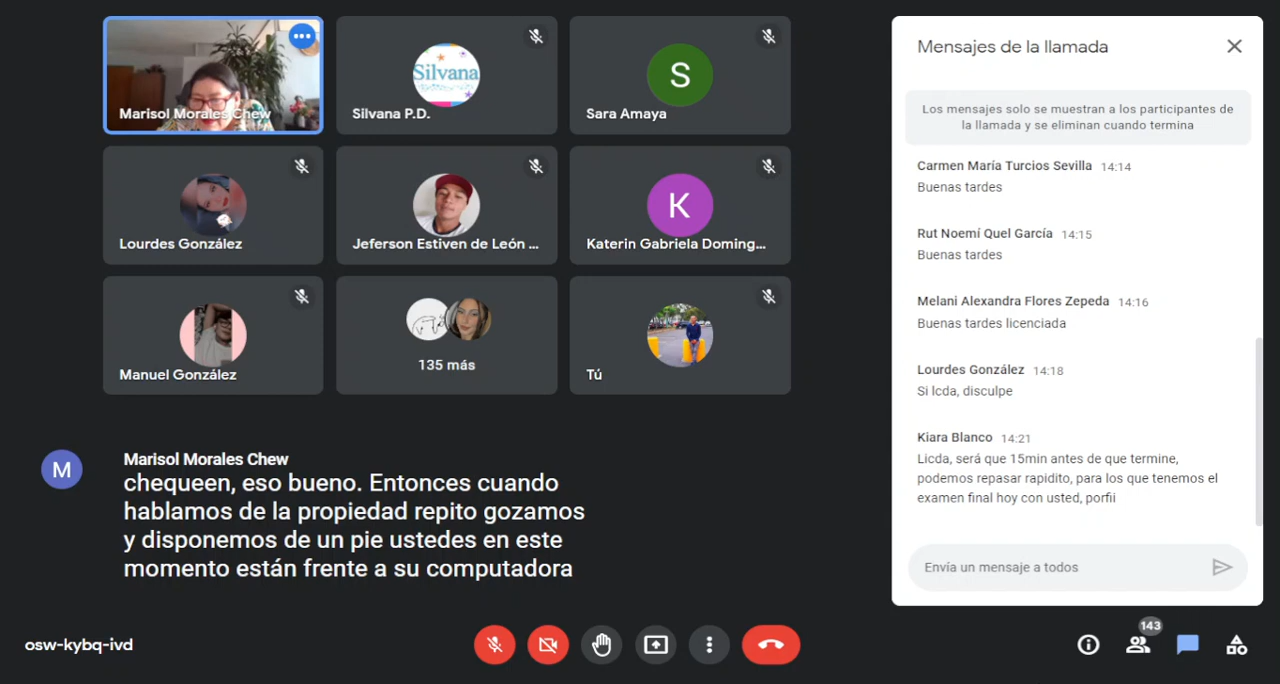 Marisol Morales Chew
Silvana
Silvana P.D.
S
Sara Amaya
Lourdes González
Jeferson Estiven de León ...
K
Katerin Gabriela Doming...
Manuel González
135 más
Tú
M
Marisol Morales Chew
chequeen, eso bueno. Entonces cuando
hablamos de la propiedad repito gozamos
y disponemos de un pie ustedes en este
momento están frente a su computadora
osw-kybq-ivd
Mensajes de la llamada
Los mensajes solo se muestran a los participantes de
la llamada y se eliminan cuando termina
Carmen María Turcios Sevilla 14:14
Buenas tardes
Rut Noemí Quel García 14:15
Buenas tardes
Melani Alexandra Flores Zepeda 14:16
Buenas tardes licenciada
Lourdes González 14:18
Si lcda, disculpe
Kiara Blanco 14:21
Licda, será que 15min antes de que termine,
podemos repasar rapidito, para los que tenemos el
examen final hoy con usted, porfii
Envía un mensaje a todos
143